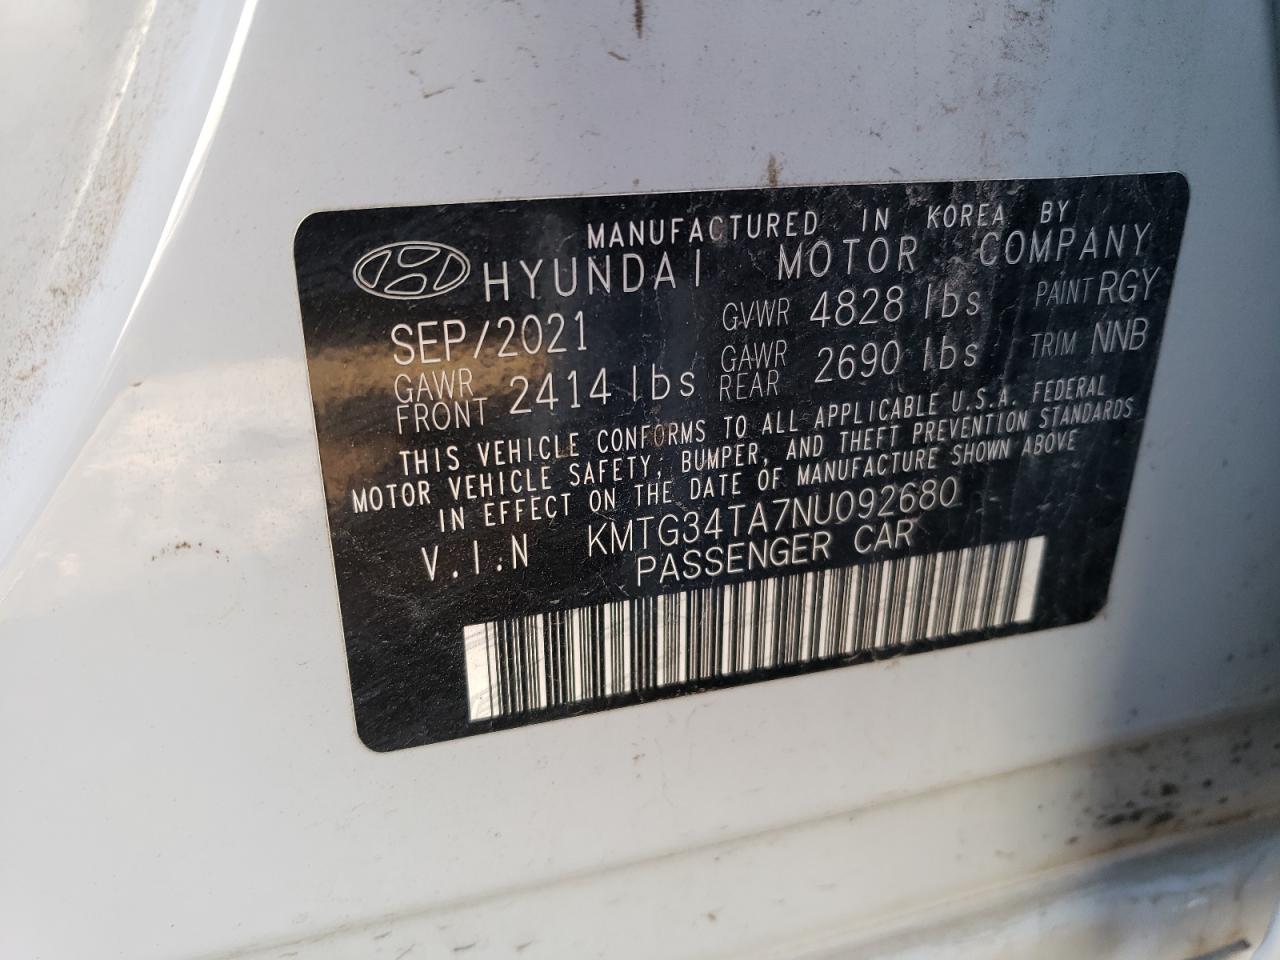 MANUFACTURED IN KOREA BY
HYUNDAI MOTOR COMPANY
SEP/2021 GVWR 4828 lbs PAINT RGY
GAWR FRONT 2414 lbs GAWR REAR 2690 lbs TRIM NNB
THIS VEHICLE CONFORMS TO ALL APPLICABLE U.S.A. FEDERAL
MOTOR VEHICLE SAFETY, BUMPER, AND THEFT PREVENTION STANDARDS
IN EFFECT ON THE DATE OF MANUFACTURE SHOWN ABOVE
V.I.N KMTG34TA7NU092680
PASSENGER CAR